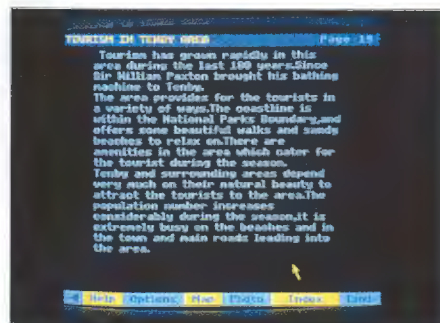 TOURISM IN TENBY AREA Page 15
Tourism has grown rapidly in this
area during the last 100 years.Since
Sir William Paxton brought his bathing
machine to Tenby.
The area provides for the tourists in
a variety of ways.The coastline is
within the National Parks Boundary,and
offers some beautiful walks and sandy
beaches to relax on.There are
amenities in the area which cater for
the tourist during the season.
Tenby and surrounding areas depend
very much on their natural beauty to
attract the tourists to the area.The
population number increases
considerably during the season,it is
extremely busy on the beaches and in
the town and main roads leading into
the area.
Help Options Map Photo Index Find